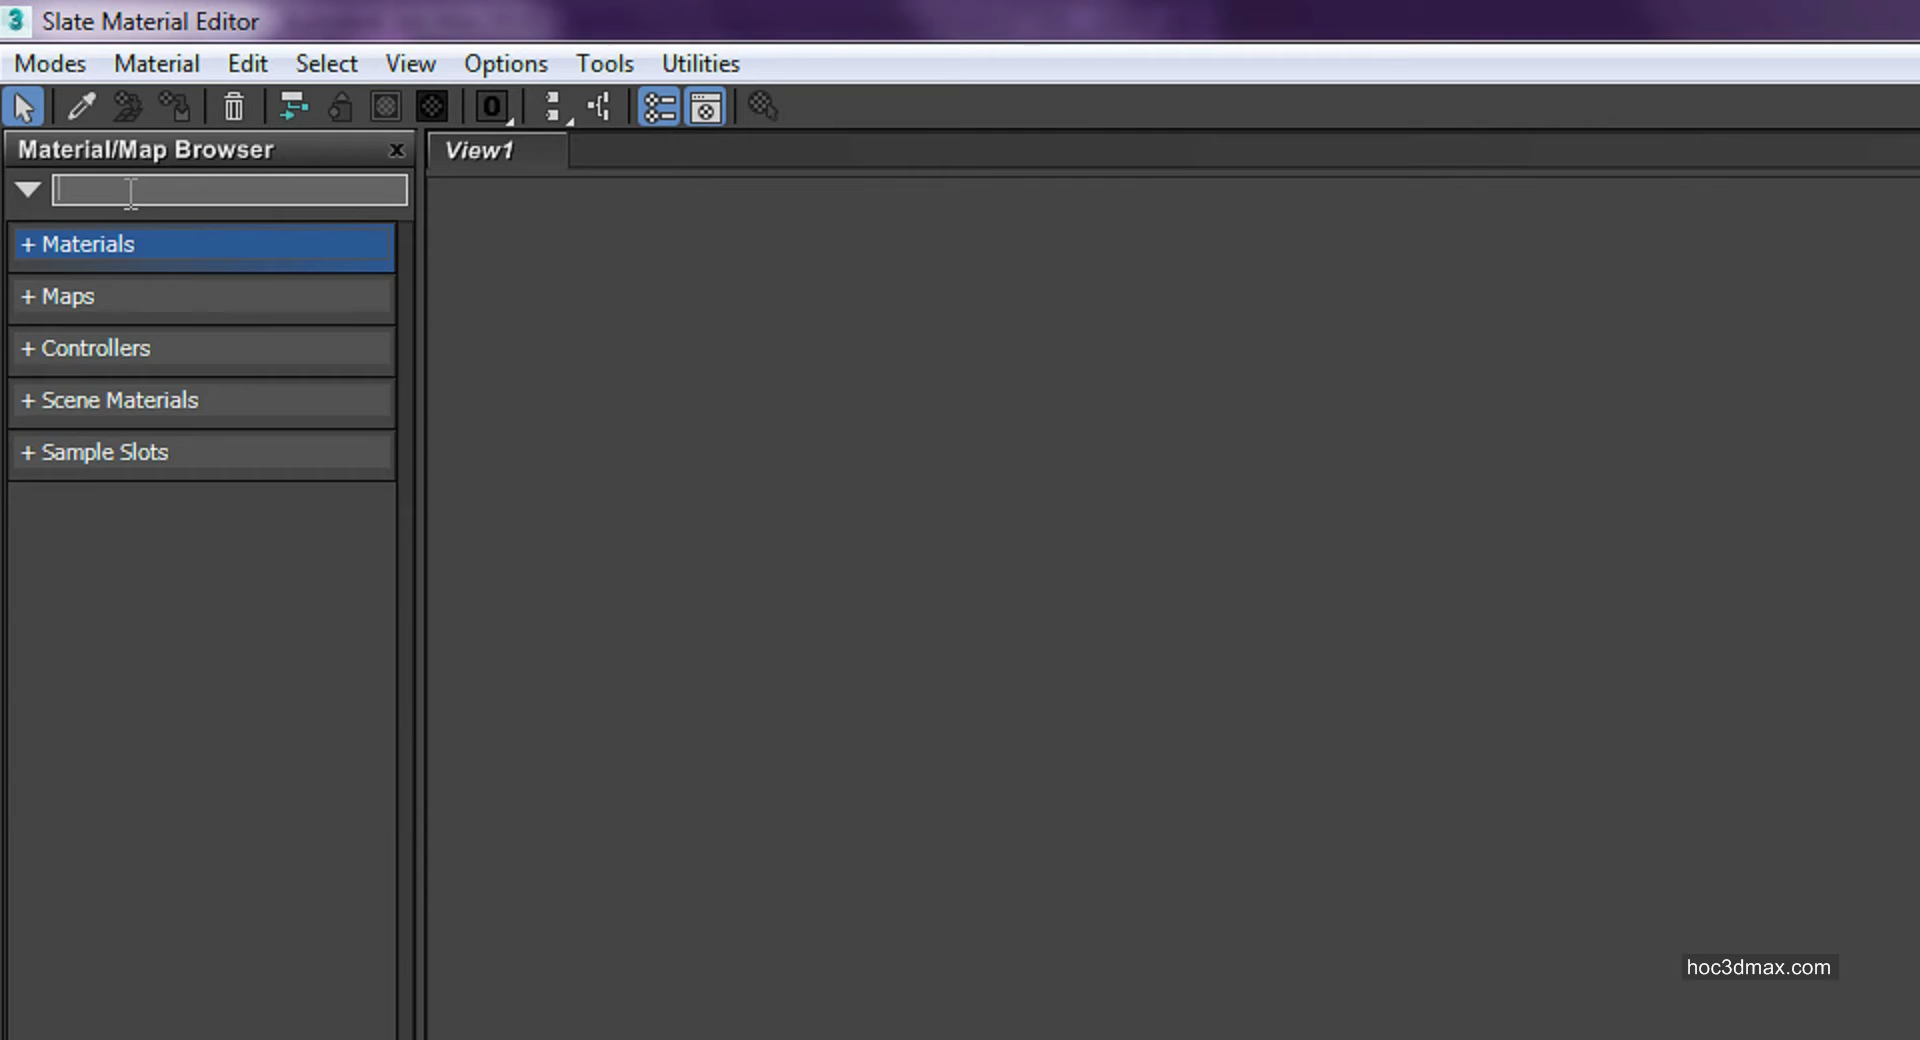 3 Slate Material Editor
Modes Material Edit Select View Options Tools Utilities
0
Material/Map Browser x
View1
+ Materials
+ Maps
+ Controllers
+ Scene Materials
+ Sample Slots
hoc3dmax.com